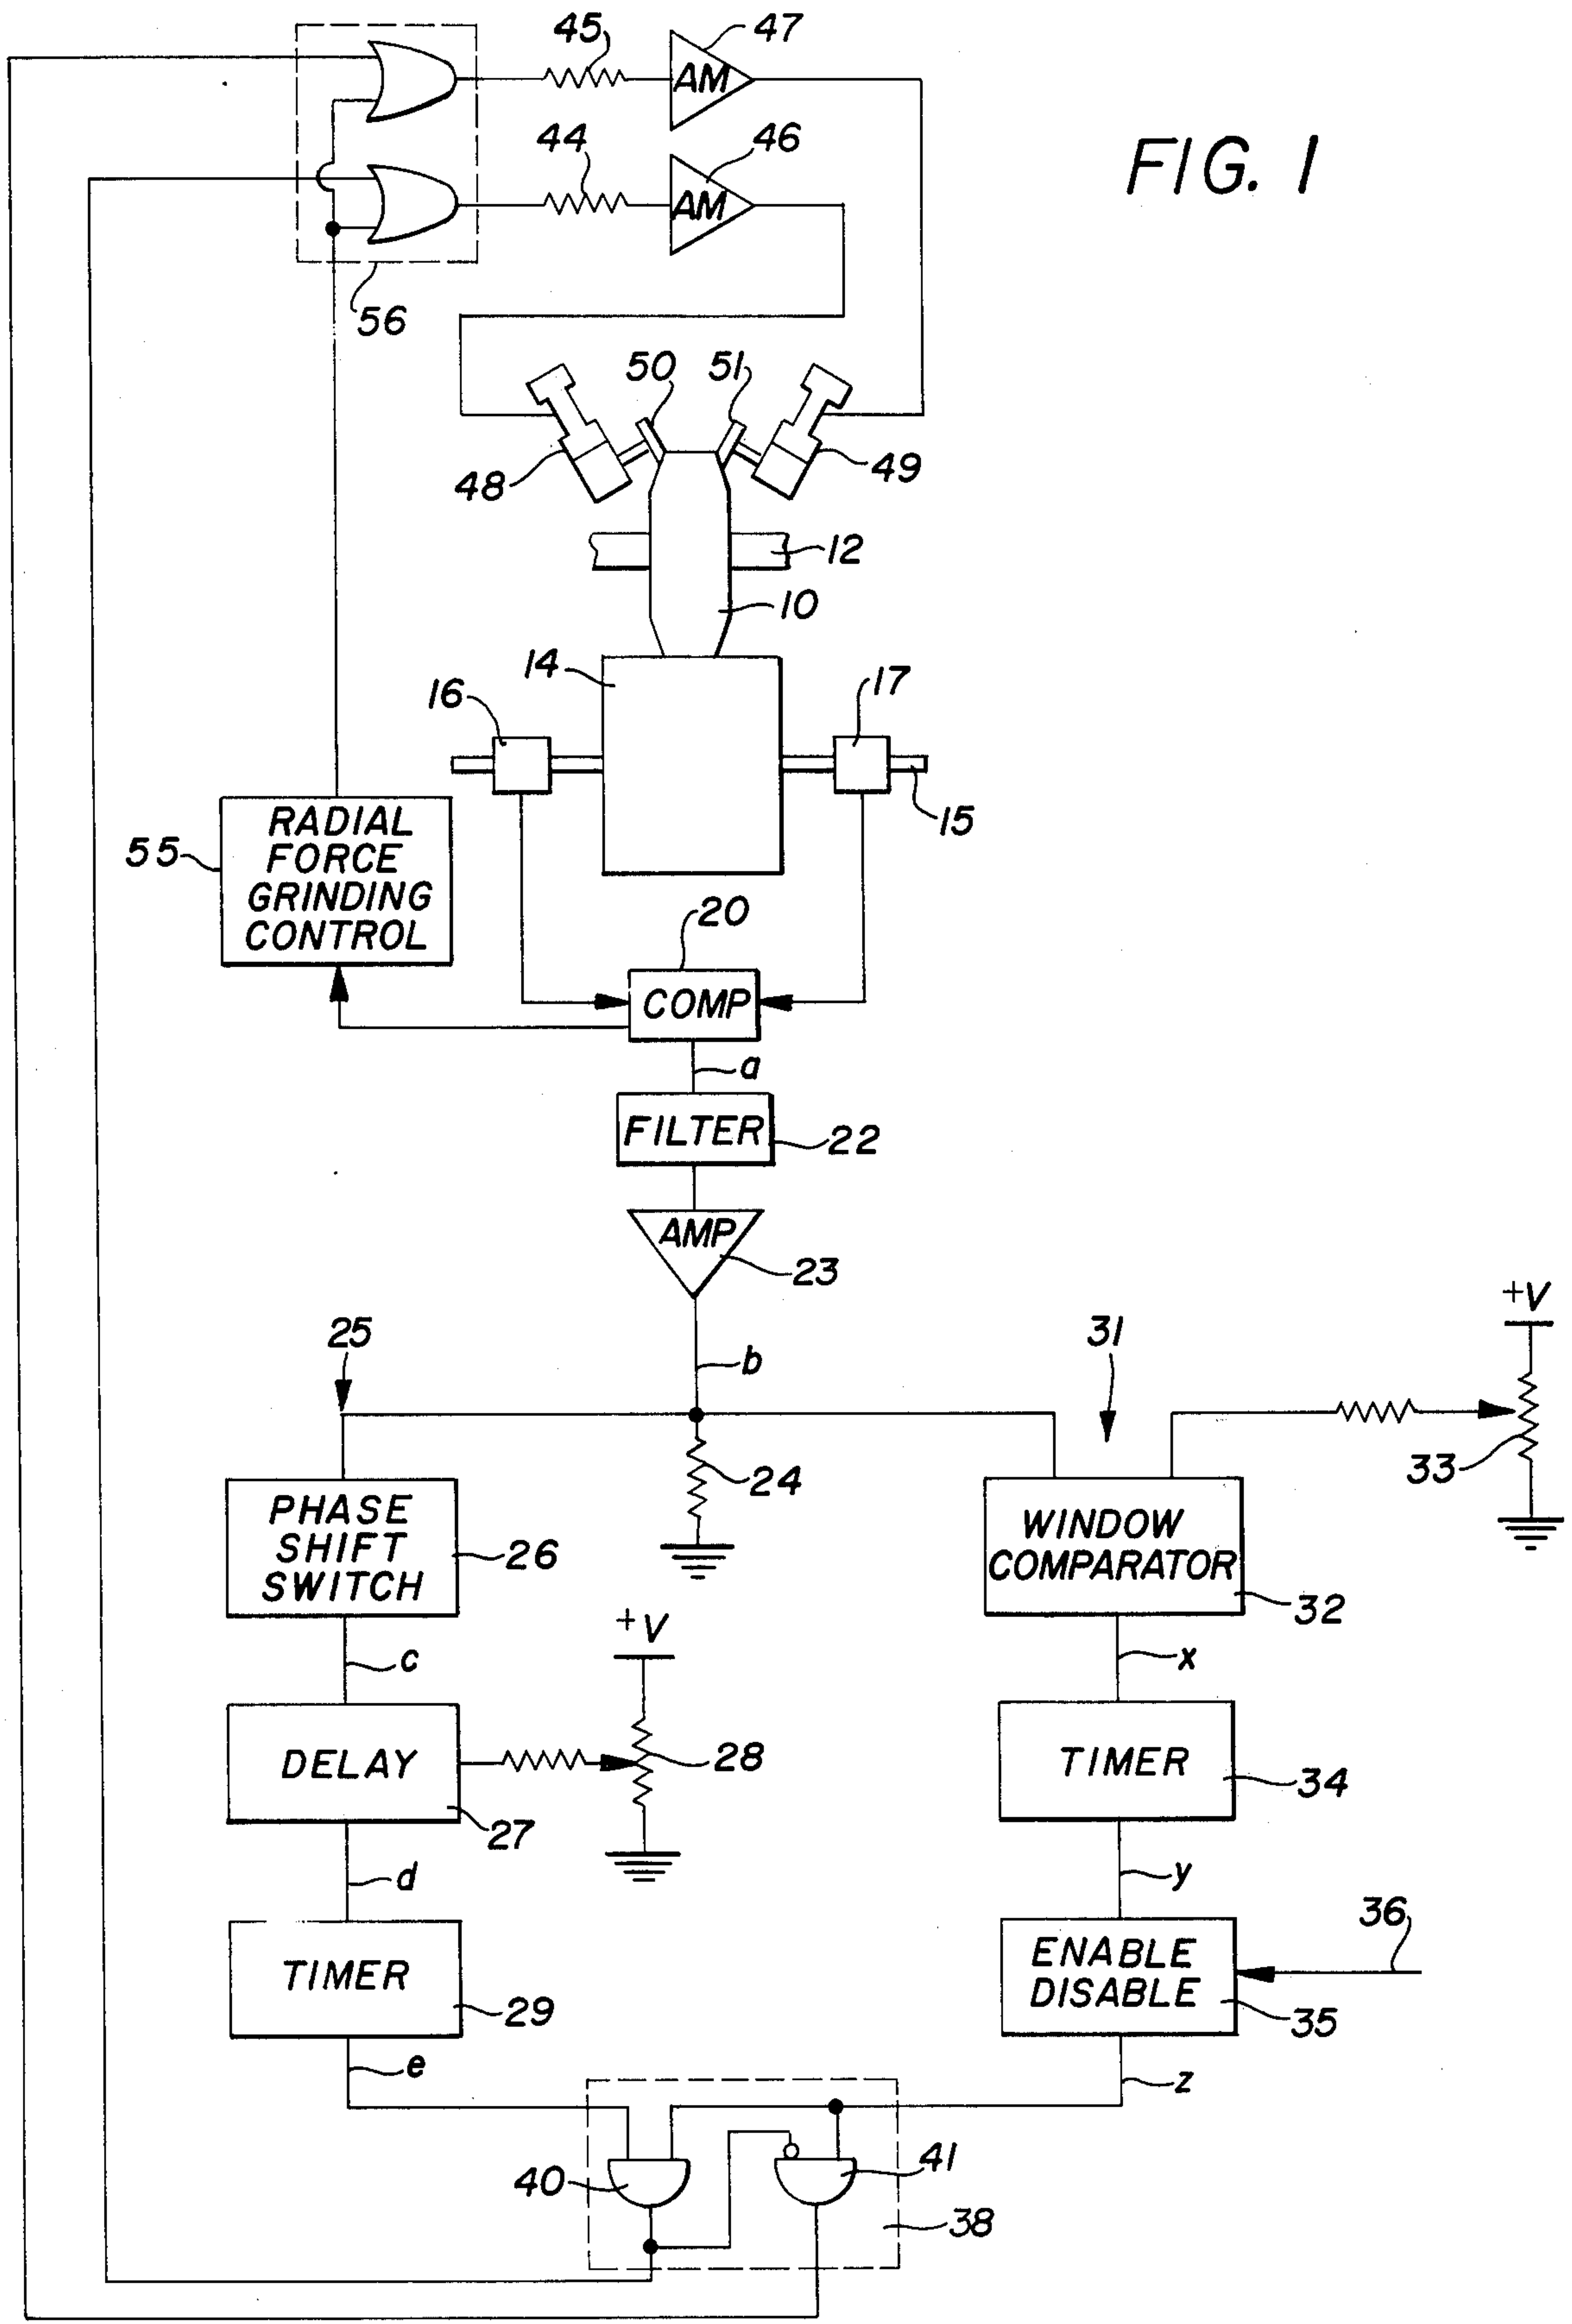 FIG. 1
45
47
AM
44
46
AM
56
50
51
48
49
12
10
14
16
17
15
55
RADIAL
FORCE
GRINDING
CONTROL
20
COMP
a
FILTER
22
AMP
23
+V
25
31
b
33
24
PHASE
SHIFT
SWITCH
26
WINDOW
COMPARATOR
32
+V
c
x
DELAY
28
27
TIMER
34
d
y
36
TIMER
29
ENABLE
DISABLE
35
e
z
40
41
38